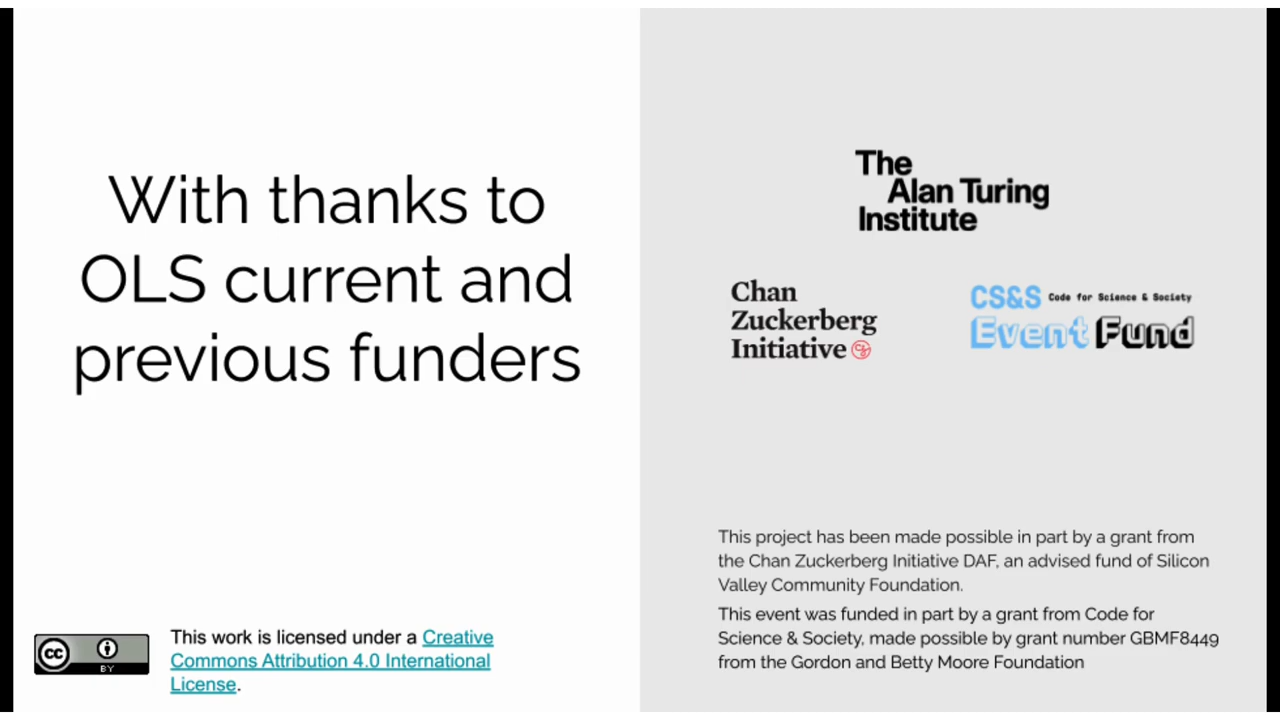 With thanks to
OLS current and
previous funders
This work is licensed under a Creative
Commons Attribution 4.0 International
License.
CC
BY
The
Alan Turing
Institute
Chan
Zuckerberg
Initiative
CS&S Code for Science & Society
Event Fund
This project has been made possible in part by a grant from
the Chan Zuckerberg Initiative DAF, an advised fund of Silicon
Valley Community Foundation.
This event was funded in part by a grant from Code for
Science & Society, made possible by grant number GBMF8449
from the Gordon and Betty Moore Foundation